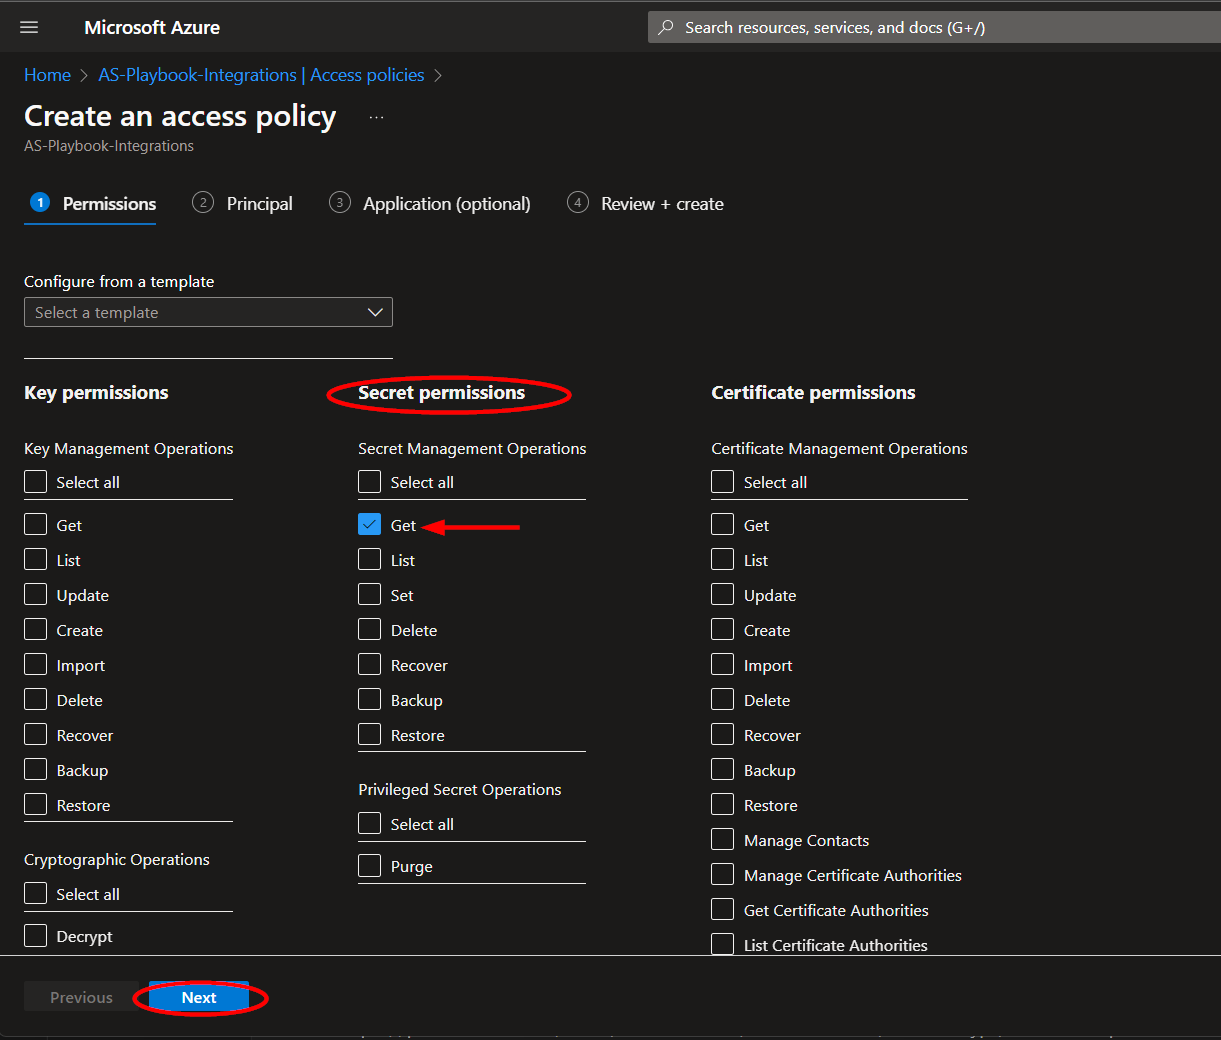 Microsoft Azure
Search resources, services, and docs (G+/)
Home > AS-Playbook-Integrations | Access policies >
Create an access policy ...
AS-Playbook-Integrations
1 Permissions
2 Principal
3 Application (optional)
4 Review + create
Configure from a template
Select a template
Key permissions
Key Management Operations
Select all
Get
List
Update
Create
Import
Delete
Recover
Backup
Restore
Cryptographic Operations
Select all
Decrypt
Secret permissions
Secret Management Operations
Select all
Get
List
Set
Delete
Recover
Backup
Restore
Privileged Secret Operations
Select all
Purge
Certificate permissions
Certificate Management Operations
Select all
Get
List
Update
Create
Import
Delete
Recover
Backup
Restore
Manage Contacts
Manage Certificate Authorities
Get Certificate Authorities
List Certificate Authorities
Previous
Next